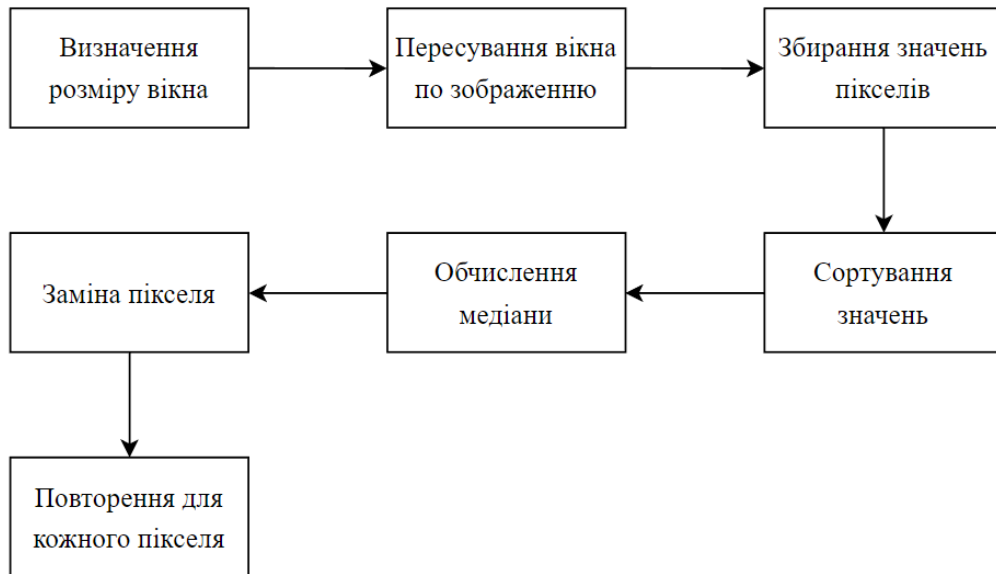 Визначення
розміру вікна
Пересування вікна
по зображенню
Збирання значень
пікселів
Сортування
значень
Обчислення
медіани
Заміна пікселя
Повторення для
кожного пікселя